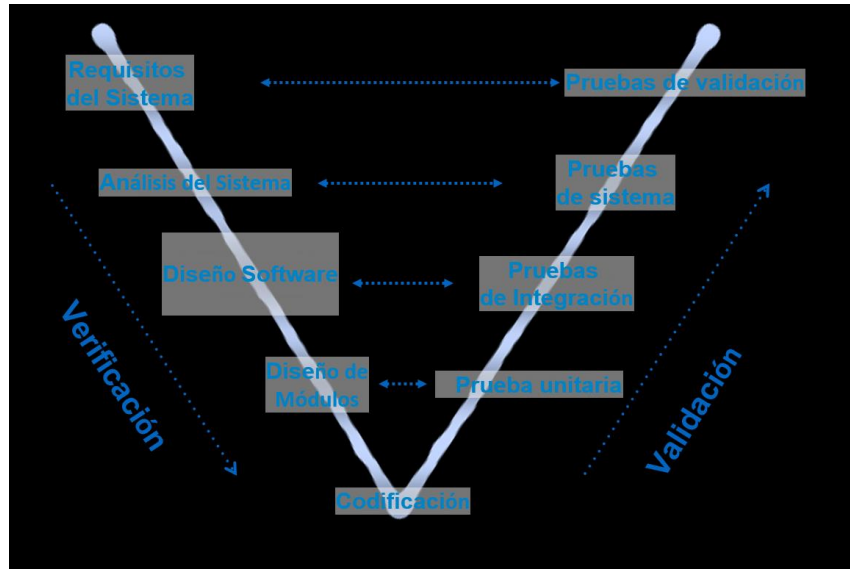 Requisitos
del Sistema
Pruebas de validación
Análisis del Sistema
Pruebas
de sistema
Diseño Software
Pruebas
de Integración
Verificación
Validación
Diseño de
Módulos
Prueba unitaria
Codificación